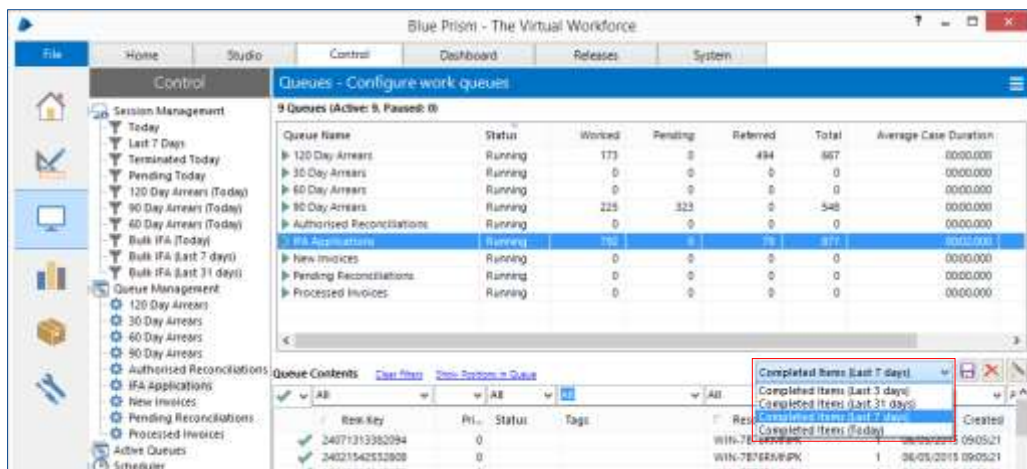 Blue Prism - The Virtual Workforce
File Home Studio Control Dashboard Releases System
Control
Queues - Configure work queues
9 Queues (Active: 9, Paused: 0)
Session Management
Today
Last 7 Days
Terminated Today
Pending Today
120 Day Arrears (Today)
90 Day Arrears (Today)
60 Day Arrears (Today)
Bulk IFA (Today)
Bulk IFA (Last 7 days)
Bulk IFA (Last 31 days)
Queue Management
120 Day Arrears
30 Day Arrears
60 Day Arrears
90 Day Arrears
Authorised Reconciliations
IFA Applications
New Invoices
Pending Reconciliations
Processed Invoices
Active Queues
Scheduler
Queue Name Status Worked Pending Referred Total Average Case Duration
120 Day Arrears Running 173 0 494 667 00:00.000
30 Day Arrears Running 0 0 0 0 00:00.000
60 Day Arrears Running 0 0 0 0 00:00.000
90 Day Arrears Running 225 323 0 548 00:00.000
Authorised Reconciliations Running 0 0 0 0 00:00.000
IFA Applications Running 0
New Invoices Running 0 0 0 0 00:00.000
Pending Reconciliations Running 0 0 0 0 00:00.000
Processed Invoices Running 0 0 0 0 00:00.000
Queue Contents Clear filters Show Positions in Queue Completed Items (Last 7 days)
All All All All
Completed Items (Last 3 days)
Completed Items (Last 31 days)
Completed Items (Last 7 days)
Completed Items (Today)
Item Key Pri... Status Tags Created
24071313382094 0 1 09:05:21
24021542532808 0 1 09:05:21